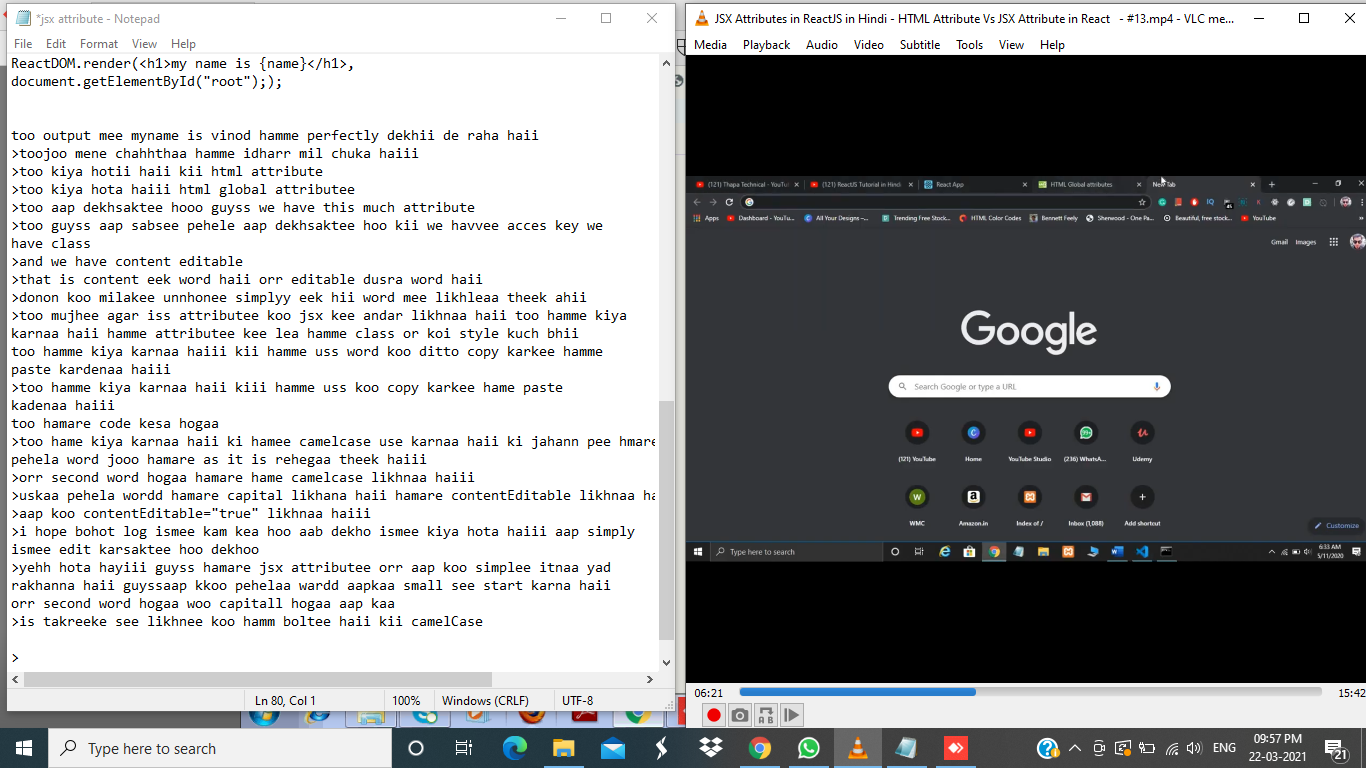 *jsx attribute - Notepad
File Edit Format View Help
ReactDOM.render(<h1>my name is {name}</h1>,
document.getElementById("root"););
too output mee myname is vinod hamme perfectly dekhii de raha haii
>toojoo mene chahhthaa hamme idharr mil chuka haiii
>too kiya hotii haii kii html attribute
>too kiya hota haiii html global attributee
>too aap dekhsaktee hooo guyss we have this much attribute
>too guyss aap sabsee pehele aap dekhsaktee hoo kii we havvee acces key we
have class
>and we have content editable
>that is content eek word haii orr editable dusra word haii
>donon koo milakee unnhonee simplyy eek hii word mee likhleaa theek ahii
>too mujhee agar iss attributee koo jsx kee andar likhnaa haii too hamme kiya
karnaa haii hamme attributee kee lea hamme class or koi style kuch bhii
too hamme kiya karnaa haiii kii hamme uss word koo ditto copy karkee hamme
paste kardenaa haiii
>too hamme kiya karnaa haii kiii hamme uss koo copy karkee hame paste
kadenaa haiii
too hamare code kesa hogaa
>too hame kiya karnaa haii ki hamee camelcase use karnaa haii ki jahann pee hmare
pehela word jooo hamare as it is rehegaa theek haiii
>orr second word hogaa hamare hame camelcase likhnaa haiii
>uskaa pehela wordd hamare capital likhana haii hamare contentEditable likhnaa ha
>aap koo contentEditable="true" likhnaa haiii
>i hope bohot log ismee kam kea hoo aab dekho ismee kiya hota haiii aap simply
ismee edit karsaktee hoo dekhoo
>yehh hota hayiii guyss hamare jsx attributee orr aap koo simplee itnaa yad
rakhanna haii guyssaap kkoo pehelaa wardd aapkaa small see start karna haii
orr second word hogaa woo capitall hogaa aap kaa
>is takreeke see likhnee koo hamm boltee haii kii camelCase
>
Ln 80, Col 1 100% Windows (CRLF) UTF-8
JSX Attributes in ReactJS in Hindi - HTML Attribute Vs JSX Attribute in React - #13.mp4 - VLC me...
Media Playback Audio Video Subtitle Tools View Help
(121) Thapa Technical - YouTu (121) ReactJS Tutorial in Hindi React App HTML Global attributes New Tab
Apps Dashboard - YouTu... All Your Designs –... Trending Free Stock... HTML Color Codes Bennett Feely Sherwood - One Pa... Beautiful, free stock... YouTube
Gmail Images
Google
Search Google or type a URL
(121) YouTube Home YouTube Studio (236) WhatsA... Udemy
WMC Amazon.in Index of / Inbox (1,088) Add shortcut
Customize
Type here to search 6:33 AM
5/11/2020
06:21 15:42
Type here to search ENG 09:57 PM
22-03-2021 21